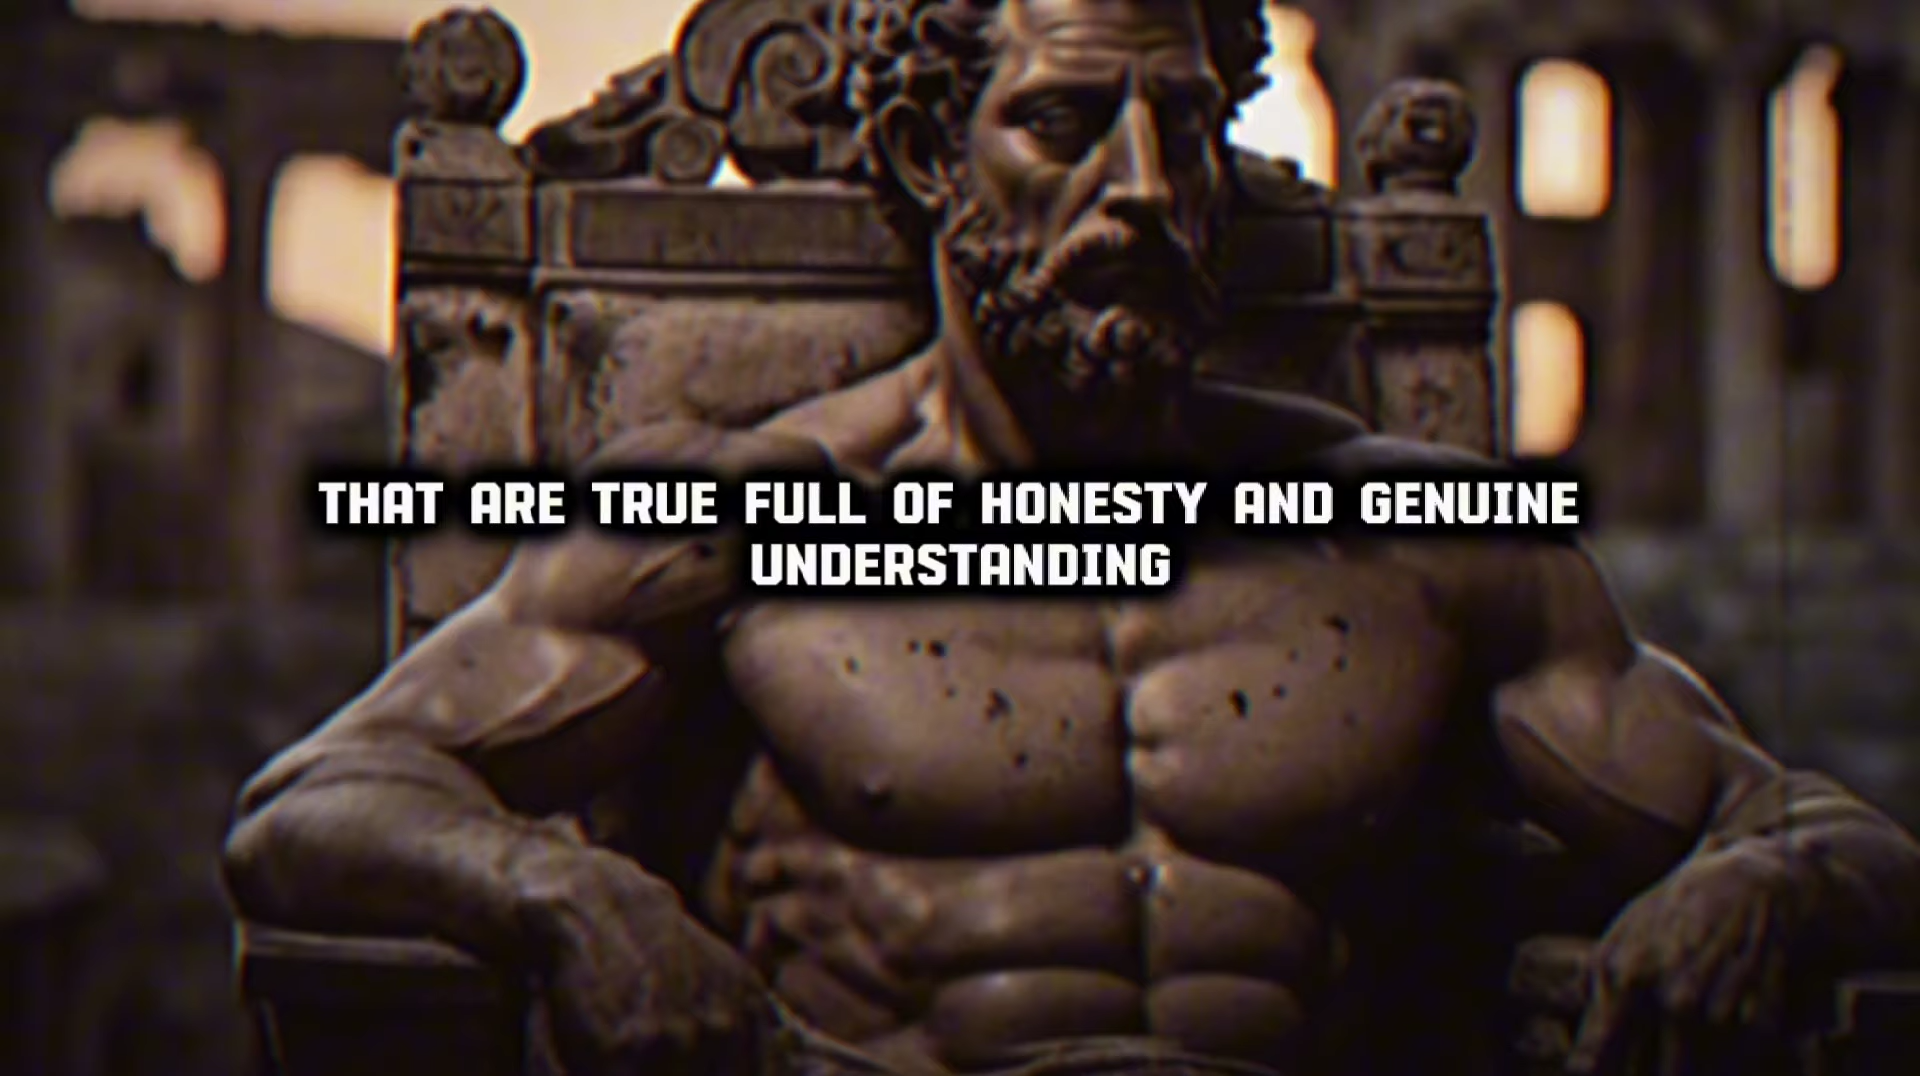 THAT ARE TRUE FULL OF HONESTY AND GENUINE
UNDERSTANDING